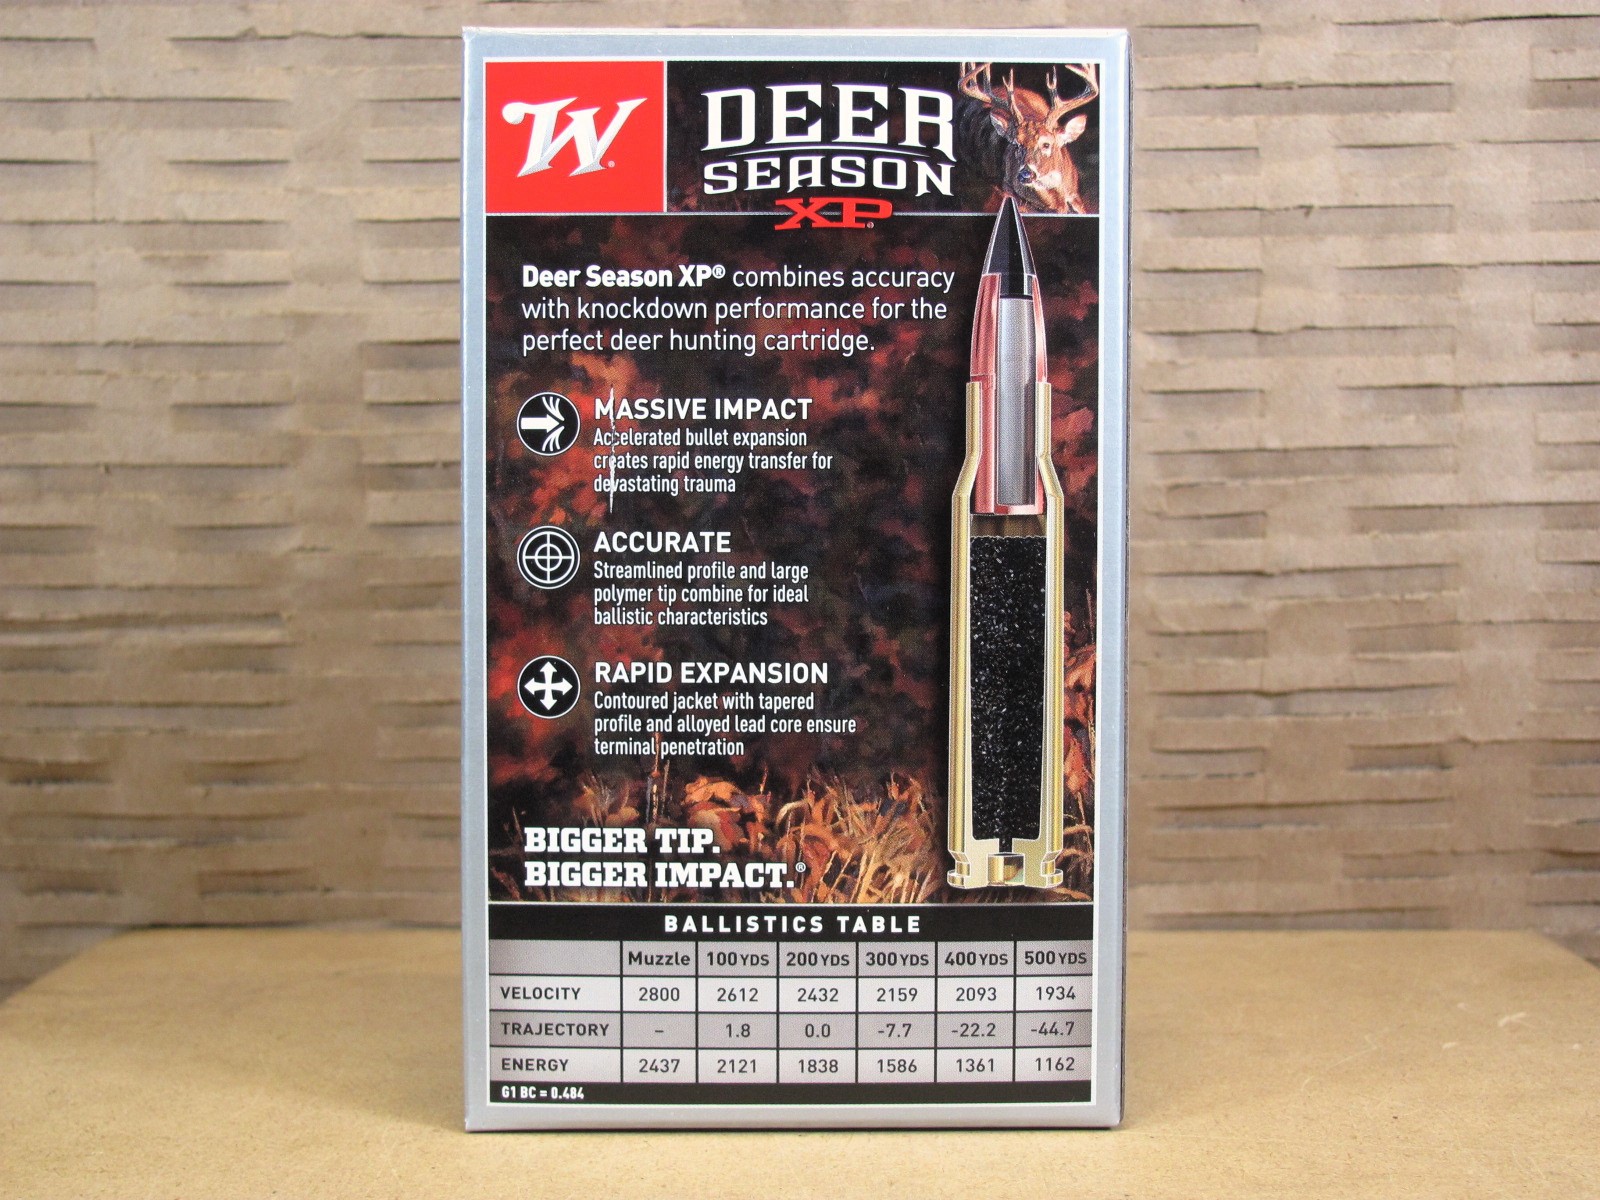 W®
DEER
SEASON
XP®
Deer Season XP® combines accuracy
with knockdown performance for the
perfect deer hunting cartridge.
MASSIVE IMPACT
Accelerated bullet expansion
creates rapid energy transfer for
devastating trauma
ACCURATE
Streamlined profile and large
polymer tip combine for ideal
ballistic characteristics
RAPID EXPANSION
Contoured jacket with tapered
profile and alloyed lead core ensure
terminal penetration
BIGGER TIP.
BIGGER IMPACT.®
BALLISTICS TABLE
Muzzle 100 YDS 200 YDS 300 YDS 400 YDS 500 YDS
VELOCITY 2800 2612 2432 2159 2093 1934
TRAJECTORY – 1.8 0.0 -7.7 -22.2 -44.7
ENERGY 2437 2121 1838 1586 1361 1162
G1 BC = 0.484